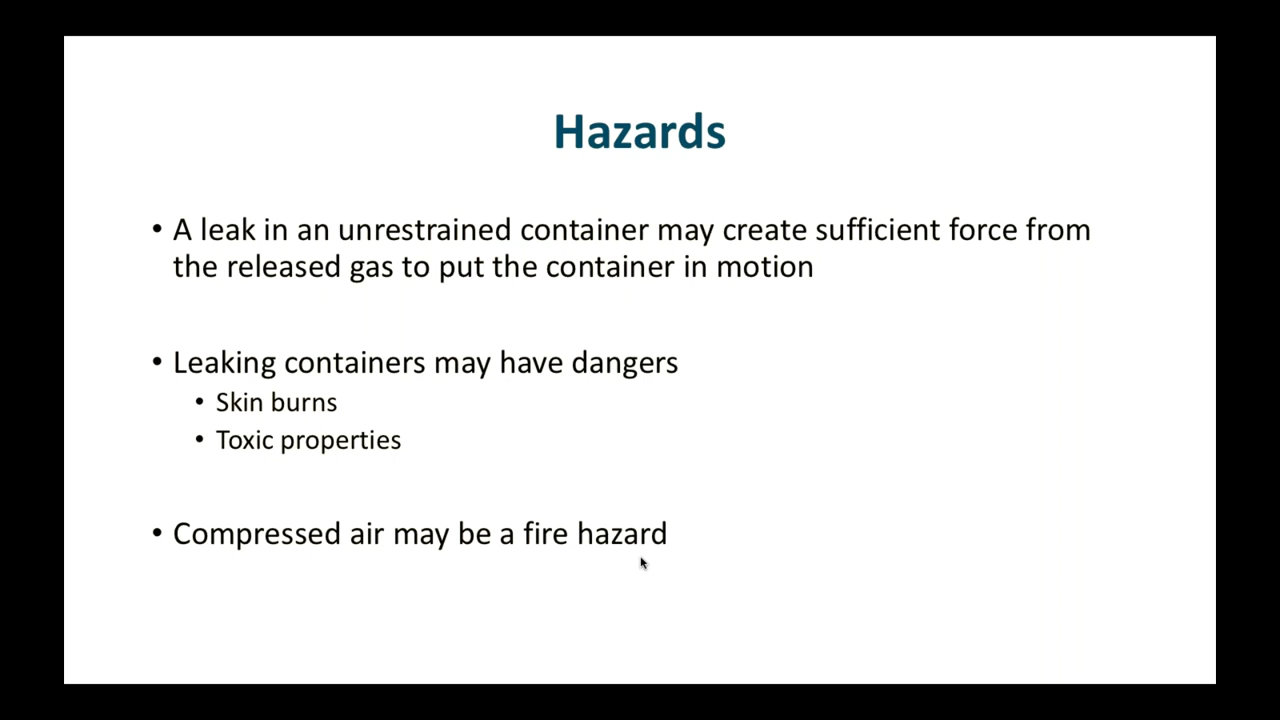 Hazards
• A leak in an unrestrained container may create sufficient force from
the released gas to put the container in motion
• Leaking containers may have dangers
• Skin burns
• Toxic properties
• Compressed air may be a fire hazard